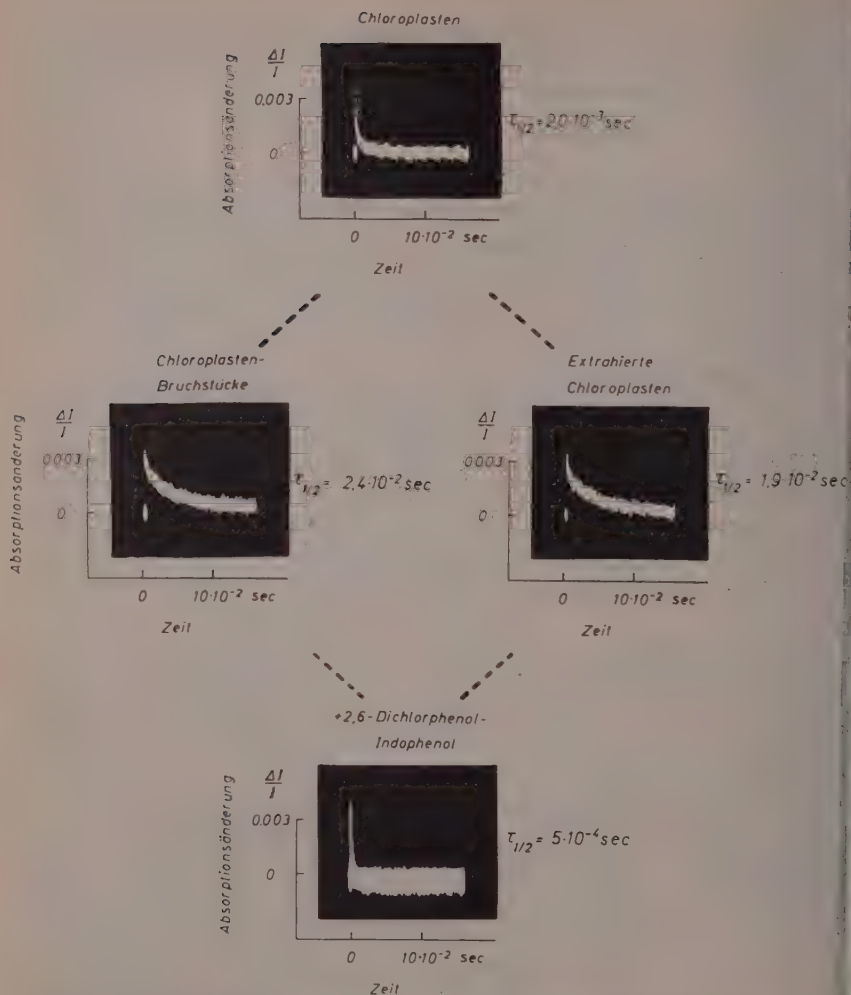 Chloroplasten
Absorptionsänderung
ΔI
I
0.003
0
τ1/2 = 2.0·10⁻³ sec
0 10·10⁻² sec
Zeit
Chloroplasten-
Bruchstücke
Absorptionsänderung
ΔI
I
0.003
0
τ1/2 = 2,4·10⁻² sec
0 10·10⁻² sec
Zeit
Extrahierte
Chloroplasten
ΔI
I
0.003
0
τ1/2 = 1.9·10⁻² sec
0 10·10⁻² sec
Zeit
+2,6-Dichlorphenol-
Indophenol
Absorptionsänderung
ΔI
I
0.003
0
τ1/2 = 5·10⁻⁴ sec
0 10·10⁻² sec
Zeit